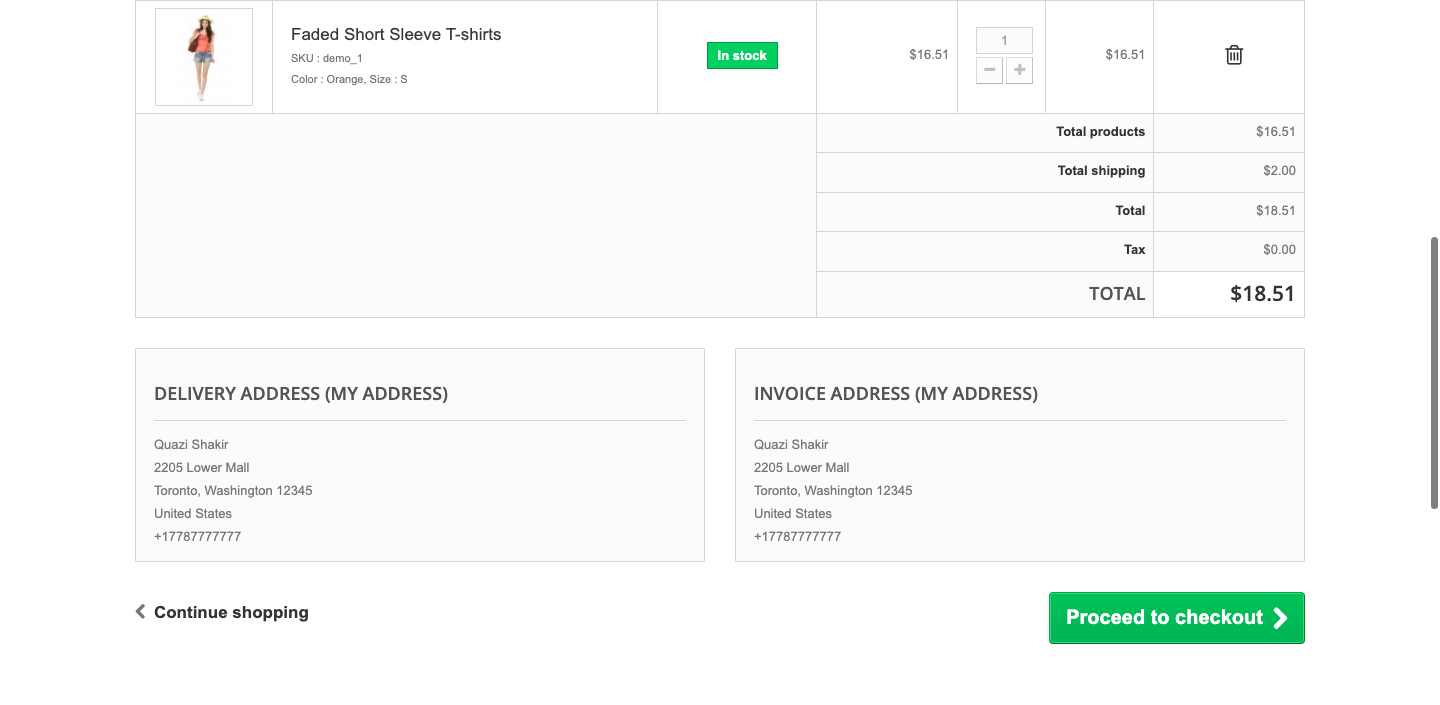 Faded Short Sleeve T-shirts
SKU : demo_1
Color : Orange, Size : S
In stock
$16.51
1
$16.51
Total products $16.51
Total shipping $2.00
Total $18.51
Tax $0.00
TOTAL $18.51
DELIVERY ADDRESS (MY ADDRESS)
Quazi Shakir
2205 Lower Mall
Toronto, Washington 12345
United States
+17787777777
INVOICE ADDRESS (MY ADDRESS)
Quazi Shakir
2205 Lower Mall
Toronto, Washington 12345
United States
+17787777777
Continue shopping
Proceed to checkout